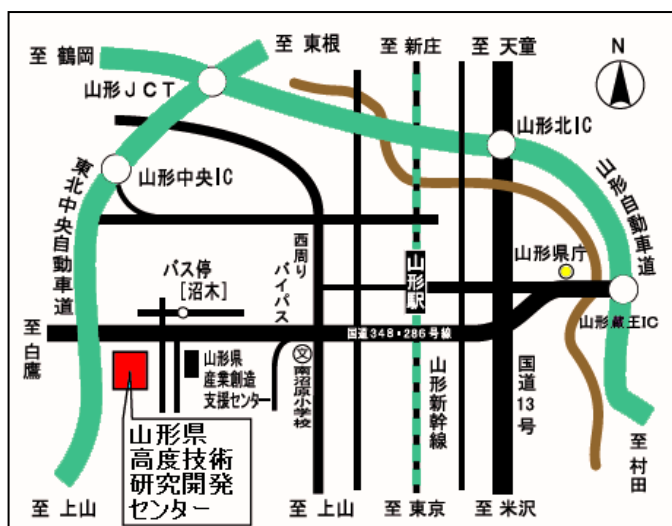 至 鶴岡
至 東根
至 新庄
至 天童
N
山形JCT
山形北IC
山形中央IC
東北中央自動車道
山形自動車道
西周り
バイパス
バス停
[沼木]
山形駅
山形県庁
山形蔵王IC
至
白鷹
国道348・286号線
山形県
産業創造
支援センター
文
南沼原小学校
山形新幹線
国道13号
至 村田
山形県
高度技術
研究開発
センター
至 上山
至 上山
至 東京
至 米沢